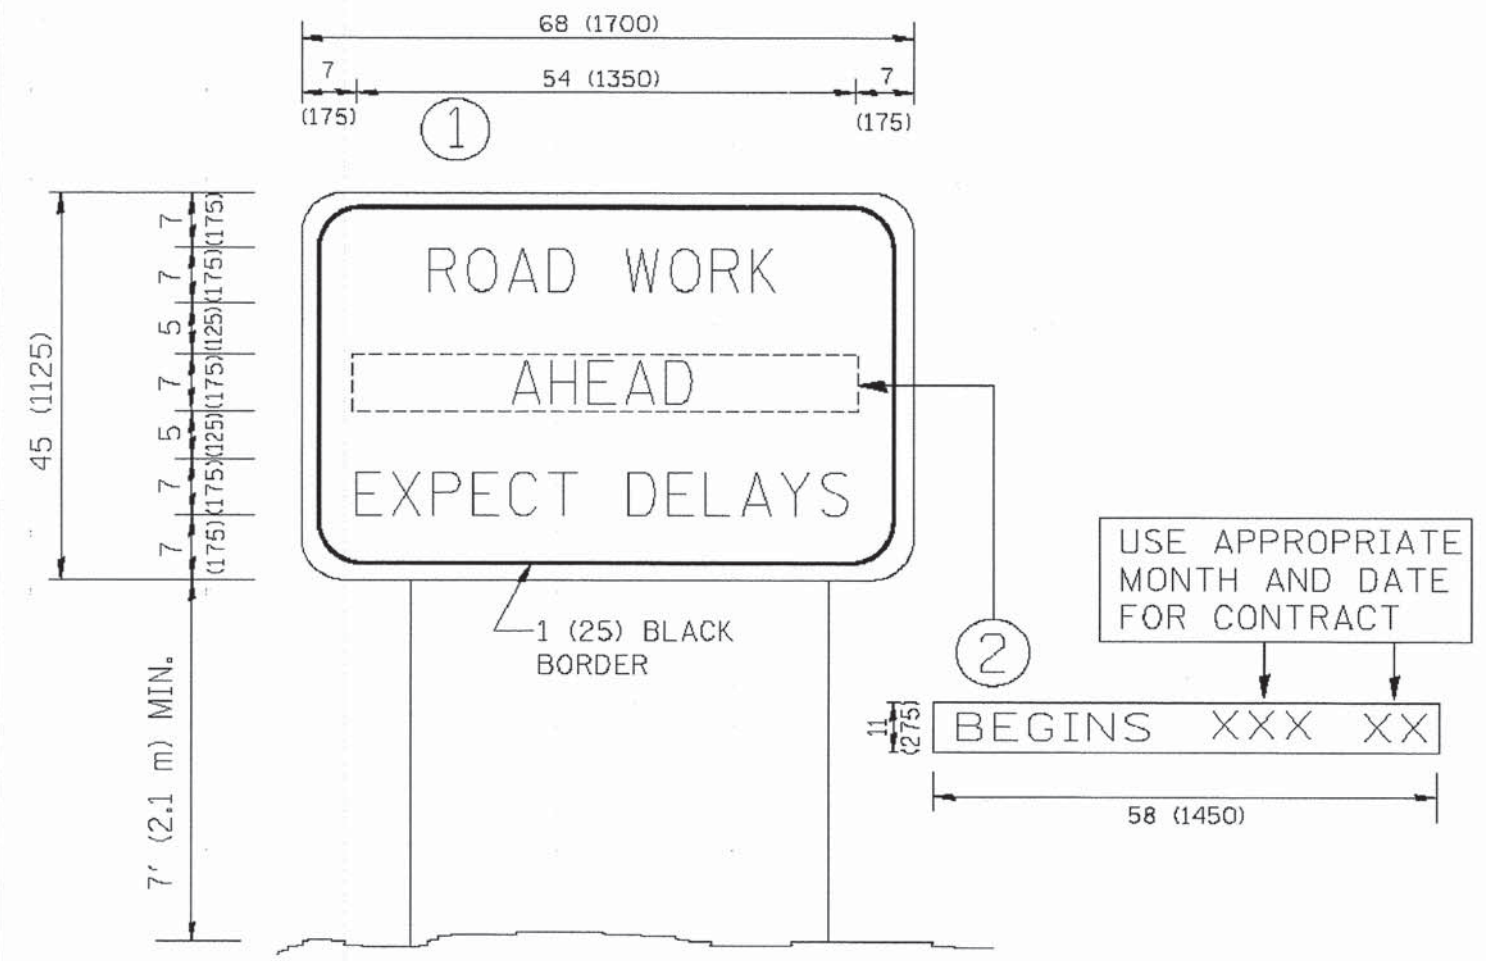 68 (1700)
7
54 (1350)
7
(175)
(175)
1
7
(175)
7
(175)
5
(125)
7
(175)
5
(125)
7
(175)
7
(175)
45 (1125)
ROAD WORK
AHEAD
EXPECT DELAYS
1 (25) BLACK
BORDER
7' (2.1 m) MIN.
2
USE APPROPRIATE
MONTH AND DATE
FOR CONTRACT
11
(275)
BEGINS XXX XX
58 (1450)